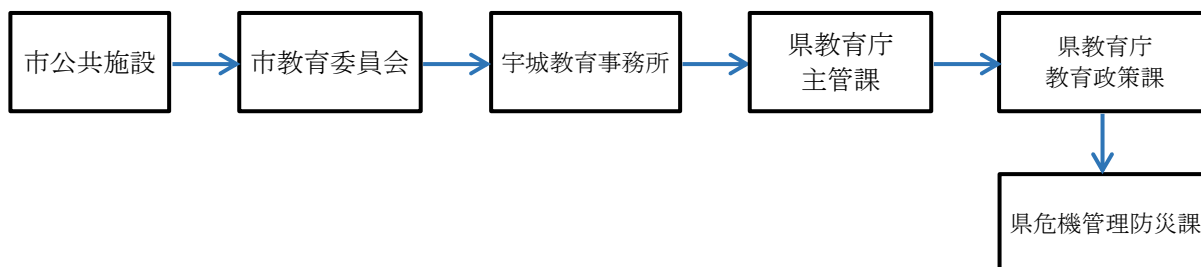 市公共施設
市教育委員会
宇城教育事務所
県教育庁
主管課
県教育庁
教育政策課
県危機管理防災課